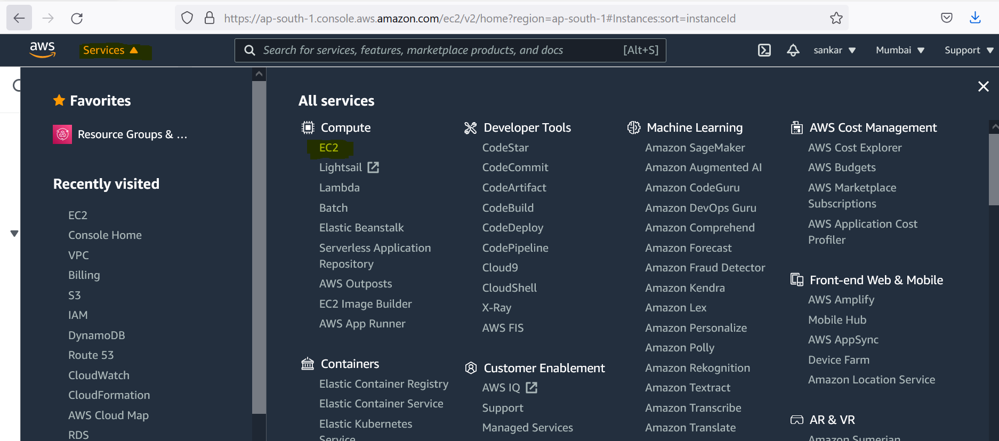 https://ap-south-1.console.aws.amazon.com/ec2/v2/home?region=ap-south-1#Instances:sort=instanceId
aws
Services
Search for services, features, marketplace products, and docs
[Alt+S]
sankar
Mumbai
Support
Favorites
Resource Groups & ...
Recently visited
EC2
Console Home
VPC
Billing
S3
IAM
DynamoDB
Route 53
CloudWatch
CloudFormation
AWS Cloud Map
RDS
All services
Compute
EC2
Lightsail
Lambda
Batch
Elastic Beanstalk
Serverless Application
Repository
AWS Outposts
EC2 Image Builder
AWS App Runner
Containers
Elastic Container Registry
Elastic Container Service
Elastic Kubernetes
Service
Developer Tools
CodeStar
CodeCommit
CodeArtifact
CodeBuild
CodeDeploy
CodePipeline
Cloud9
CloudShell
X-Ray
AWS FIS
Customer Enablement
AWS IQ
Support
Managed Services
Machine Learning
Amazon SageMaker
Amazon Augmented AI
Amazon CodeGuru
Amazon DevOps Guru
Amazon Comprehend
Amazon Forecast
Amazon Fraud Detector
Amazon Kendra
Amazon Lex
Amazon Personalize
Amazon Polly
Amazon Rekognition
Amazon Textract
Amazon Transcribe
Amazon Translate
AWS Cost Management
AWS Cost Explorer
AWS Budgets
AWS Marketplace
Subscriptions
AWS Application Cost
Profiler
Front-end Web & Mobile
AWS Amplify
Mobile Hub
AWS AppSync
Device Farm
Amazon Location Service
AR & VR
Amazon Sumerian